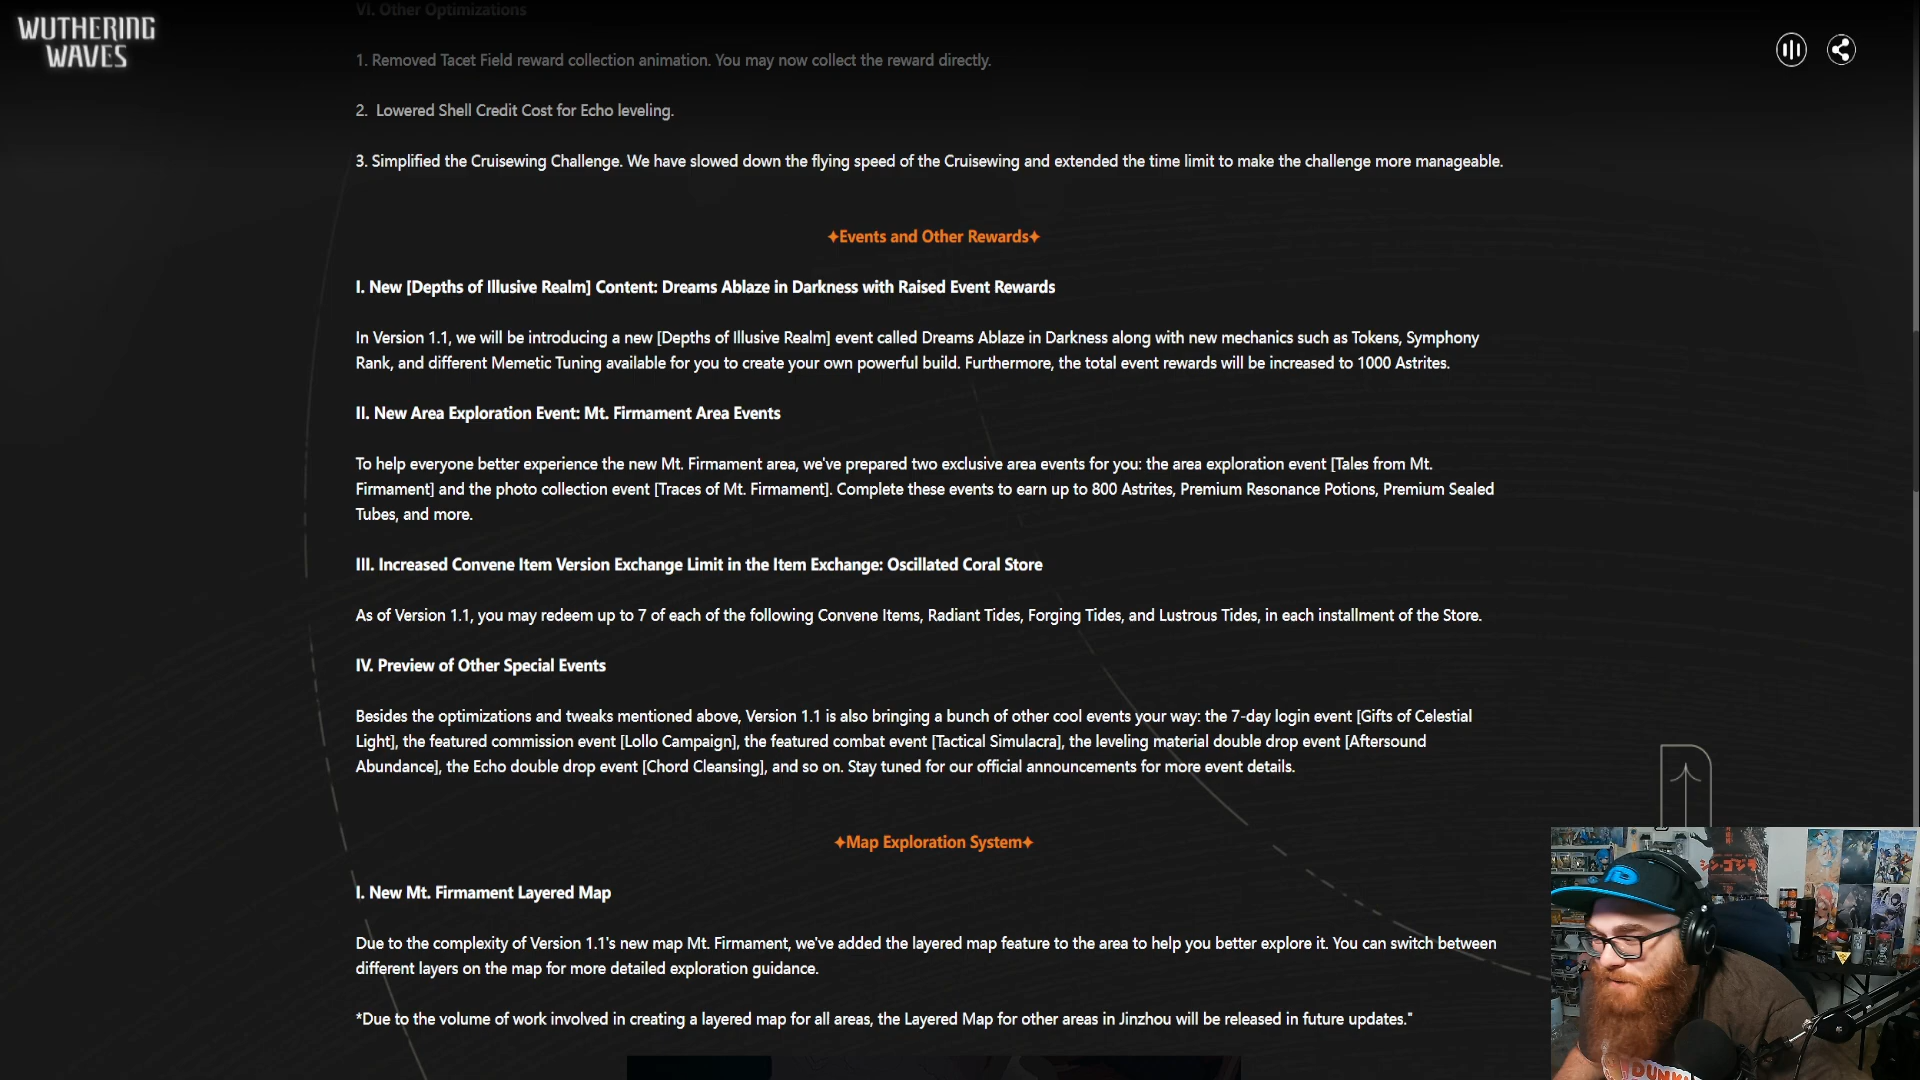 WUTHERING
WAVES
VI. Other Optimizations
1. Removed Tacet Field reward collection animation. You may now collect the reward directly.
2. Lowered Shell Credit Cost for Echo leveling.
3. Simplified the Cruisewing Challenge. We have slowed down the flying speed of the Cruisewing and extended the time limit to make the challenge more manageable.
✦Events and Other Rewards✦
I. New [Depths of Illusive Realm] Content: Dreams Ablaze in Darkness with Raised Event Rewards
In Version 1.1, we will be introducing a new [Depths of Illusive Realm] event called Dreams Ablaze in Darkness along with new mechanics such as Tokens, Symphony
Rank, and different Memetic Tuning available for you to create your own powerful build. Furthermore, the total event rewards will be increased to 1000 Astrites.
II. New Area Exploration Event: Mt. Firmament Area Events
To help everyone better experience the new Mt. Firmament area, we've prepared two exclusive area events for you: the area exploration event [Tales from Mt.
Firmament] and the photo collection event [Traces of Mt. Firmament]. Complete these events to earn up to 800 Astrites, Premium Resonance Potions, Premium Sealed
Tubes, and more.
III. Increased Convene Item Version Exchange Limit in the Item Exchange: Oscillated Coral Store
As of Version 1.1, you may redeem up to 7 of each of the following Convene Items, Radiant Tides, Forging Tides, and Lustrous Tides, in each installment of the Store.
IV. Preview of Other Special Events
Besides the optimizations and tweaks mentioned above, Version 1.1 is also bringing a bunch of other cool events your way: the 7-day login event [Gifts of Celestial
Light], the featured commission event [Lollo Campaign], the featured combat event [Tactical Simulacra], the leveling material double drop event [Aftersound
Abundance], the Echo double drop event [Chord Cleansing], and so on. Stay tuned for our official announcements for more event details.
✦Map Exploration System✦
I. New Mt. Firmament Layered Map
Due to the complexity of Version 1.1's new map Mt. Firmament, we've added the layered map feature to the area to help you better explore it. You can switch between
different layers on the map for more detailed exploration guidance.
*Due to the volume of work involved in creating a layered map for all areas, the Layered Map for other areas in Jinzhou will be released in future updates."
シン・ゴジラ